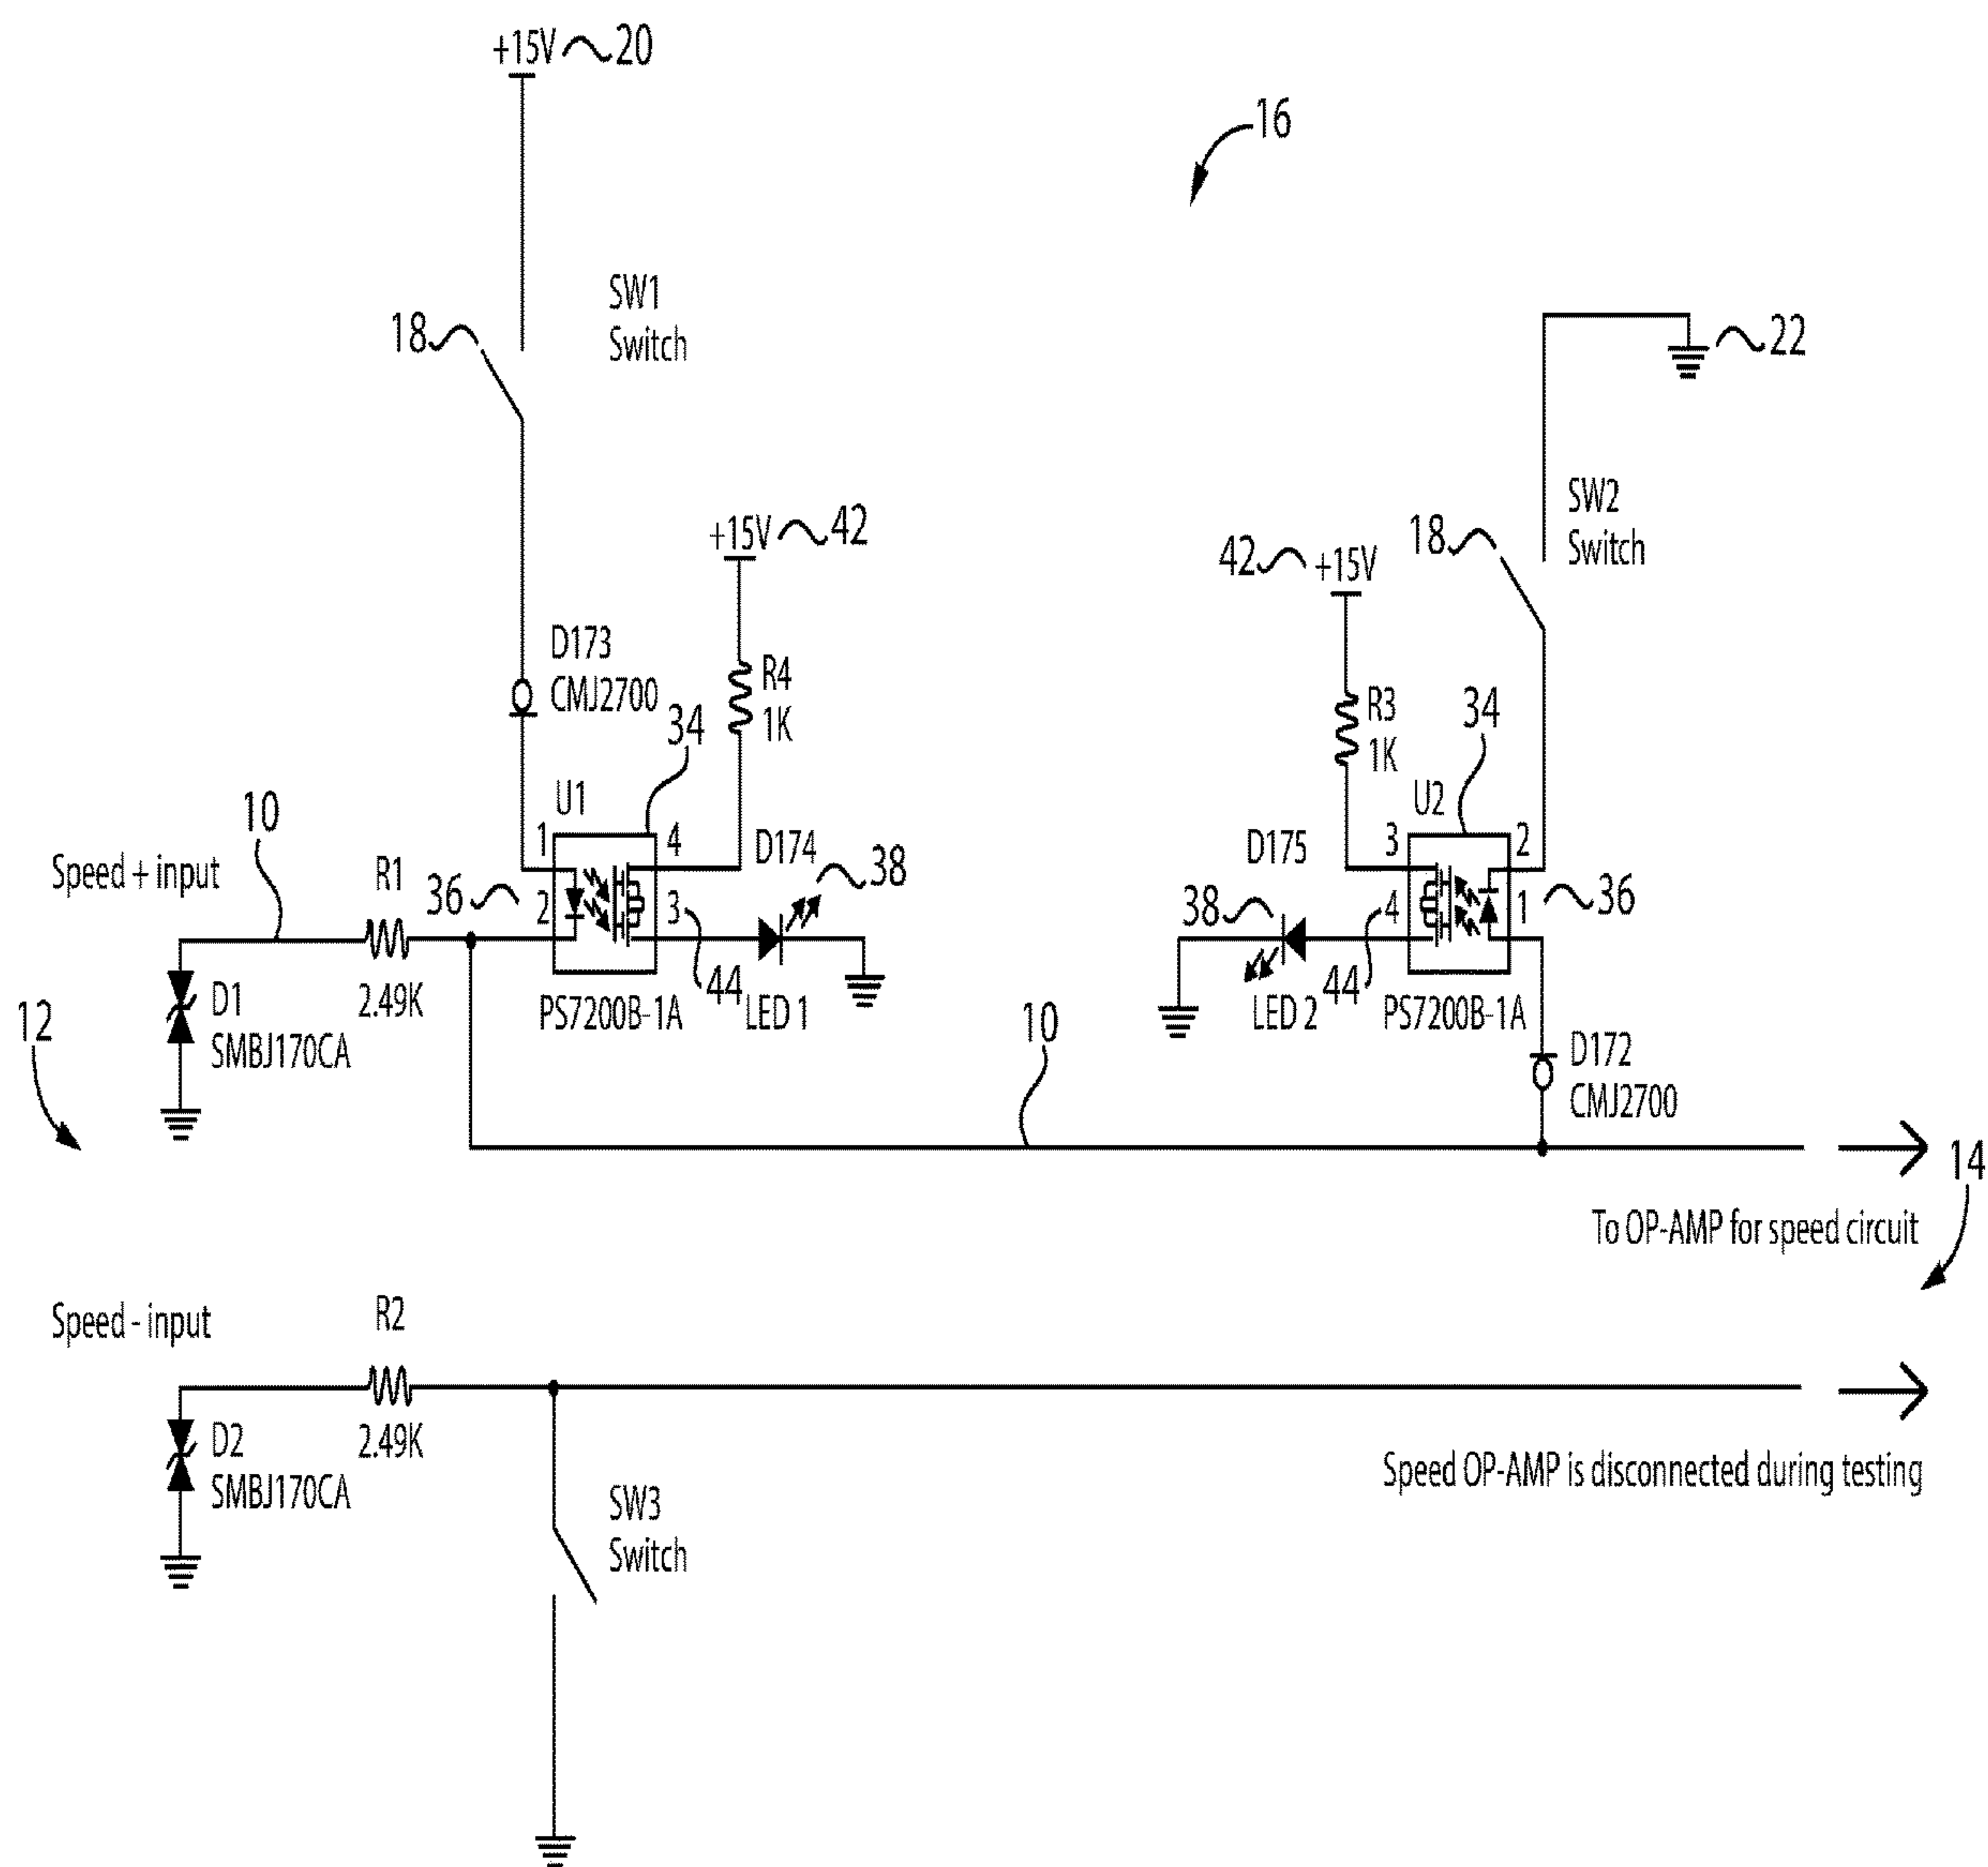 +15V 20
16
SW1
Switch
18
22
+15V 42
SW2
Switch
18
42 +15V
D173
CMJ2700
R4
1K
34
R3
1K
34
10
U1
U2
1
4
D174
38
D175
3
2
Speed + input
R1
36
2
3
38
4
1
36
D1
SMBJ170CA
2.49K
PS7200B-1A
44
LED 1
LED 2
44
PS7200B-1A
12
10
D172
CMJ2700
14
To OP-AMP for speed circuit
Speed - input
R2
D2
SMBJ170CA
2.49K
Speed OP-AMP is disconnected during testing
SW3
Switch